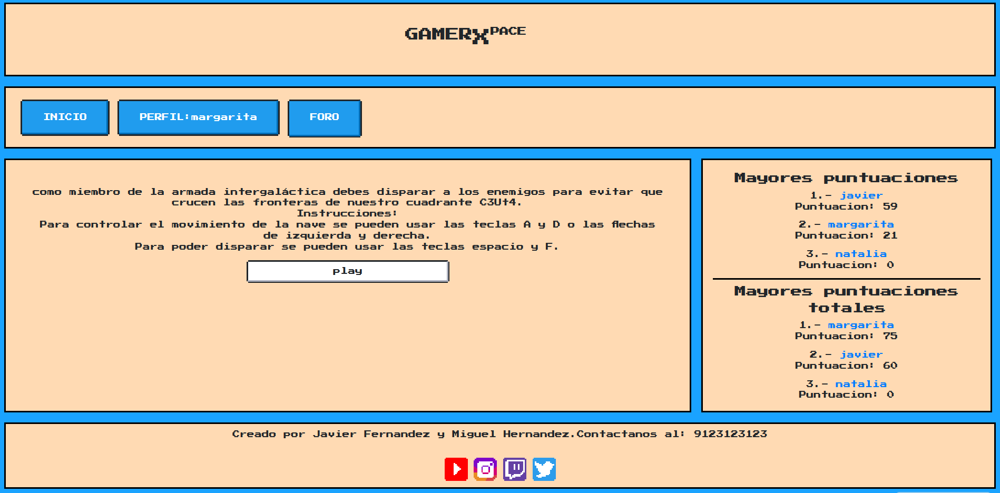 GAMERXPACE
INICIO
PERFIL:margarita
FORO
como miembro de la armada intergaláctica debes disparar a los enemigos para evitar que
crucen las fronteras de nuestro cuadrante C3Ut4.
Instrucciones:
Para controlar el movimiento de la nave se pueden usar las teclas A y D o las flechas
de izquierda y derecha.
Para poder disparar se pueden usar las teclas espacio y F.
play
Mayores puntuaciones
1.- javier
Puntuacion: 59
2.- margarita
Puntuacion: 21
3.- natalia
Puntuacion: 0
Mayores puntuaciones
totales
1.- margarita
Puntuacion: 75
2.- javier
Puntuacion: 60
3.- natalia
Puntuacion: 0
Creado por Javier Fernandez y Miguel Hernandez.Contactanos al: 9123123123